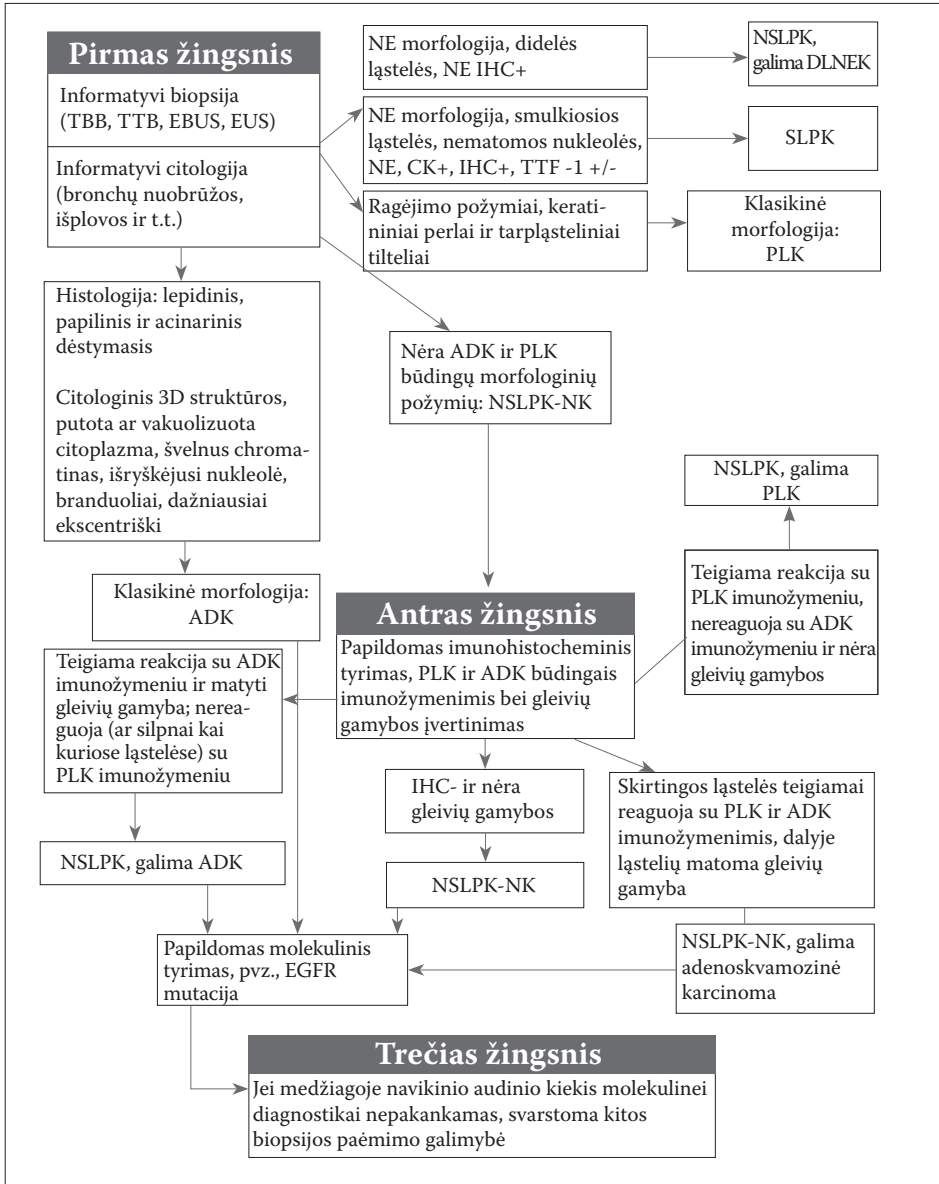 Pirmas žingsnis
Informatyvi biopsija
(TBB, TTB, EBUS, EUS)
Informatyvi citologija
(bronchų nuobrūžos,
išplovos ir t.t.)
NE morfologija, didelės
ląstelės, NE IHC+
NSLPK,
galima DLNEK
NE morfologija, smulkiosios
ląstelės, nematomos nukleolės,
NE, CK+, IHC+, TTF -1 +/-
SLPK
Ragėjimo požymiai, kerati-
niniai perlai ir tarpląsteliniai
tilteliai
Klasikinė
morfologija:
PLK
Histologija: lepidinis,
papilinis ir acinarinis
dėstymasis
Citologinis 3D struktūros,
putota ar vakuolizuota
citoplazma, švelnus chroma-
tinas, išryškėjusi nukleolė,
branduoliai, dažniausiai
ekscentriški
Nėra ADK ir PLK
būdingų morfologinių
požymių: NSLPK-NK
NSLPK, galima
PLK
Klasikinė morfologija:
ADK
Antras žingsnis
Papildomas imunohistocheminis
tyrimas, PLK ir ADK būdingais
imunožymenimis bei gleivių
gamybos įvertinimas
Teigiama reakcija su
PLK imunožymeniu,
nereaguoja su ADK
imunožymeniu ir nėra
gleivių gamybos
Teigiama reakcija su ADK
imunožymeniu ir matyti
gleivių gamyba; nerea-
guoja (ar silpnai kai
kuriose ląstelėse) su
PLK imunožymeniu
IHC- ir nėra
gleivių gamybos
Skirtingos ląstelės teigiamai
reaguoja su PLK ir ADK
imunožymenimis, dalyje
ląstelių matoma gleivių
gamyba
NSLPK, galima ADK
NSLPK-NK
Papildomas molekulinis
tyrimas, pvz., EGFR
mutacija
NSLPK-NK, galima
adenoskvamozinė
karcinoma
Trečias žingsnis
Jei medžiagoje navikinio audinio kiekis molekulinei
diagnostikai nepakankamas, svarstoma kitos
biopsijos paėmimo galimybė